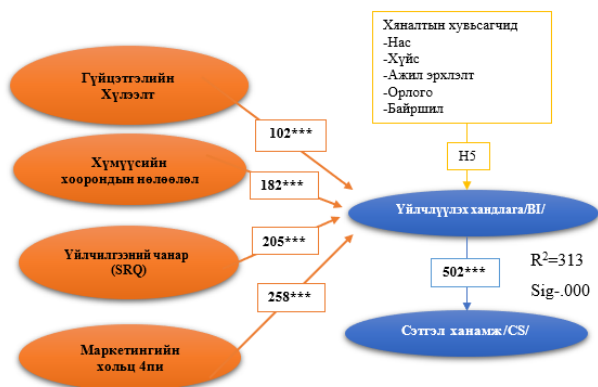 Хяналтын хувьсагчид
-Нас
-Хүйс
-Ажил эрхлэлт
-Орлого
-Байршил
Гүйцэтгэлийн
Хүлээлт
102***
H5
Хүмүүсийн
хоорондын нөлөөлөл
182***
Үйлчлүүлэх хандлага/BI/
205***
Үйлчилгээний чанар
(SRQ)
502***
R²=313
Sig-.000
258***
Маркетингийн
хольц 4пи
Сэтгэл ханамж/CS/